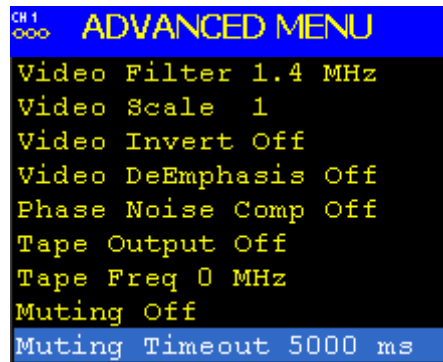 CH 1
ooo ADVANCED MENU
Video Filter 1.4 MHz
Video Scale 1
Video Invert Off
Video DeEmphasis Off
Phase Noise Comp Off
Tape Output Off
Tape Freq 0 MHz
Muting Off
Muting Timeout 5000 ms